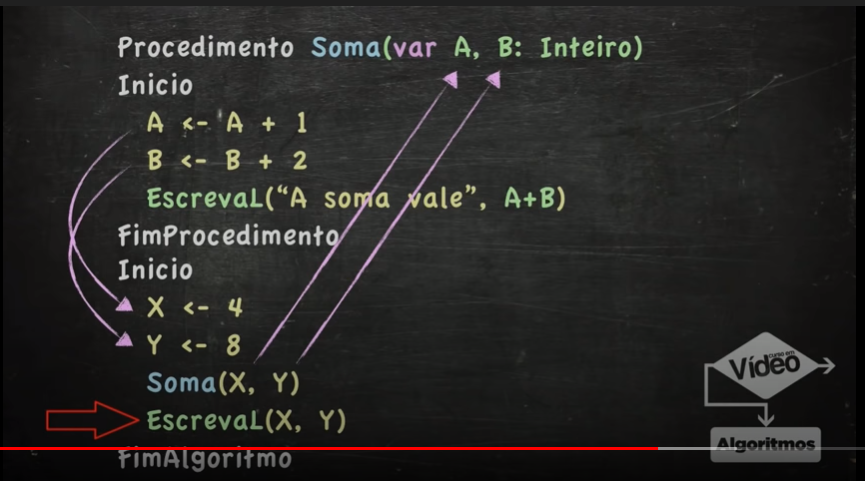 Procedimento Soma(var A, B: Inteiro)
Inicio
A <- A + 1
B <- B + 2
EscrevaL("A soma vale", A+B)
FimProcedimento
Inicio
X <- 4
Y <- 8
Soma(X, Y)
EscrevaL(X, Y)
FimAlgoritmo
curso em
Vídeo
Algoritmos